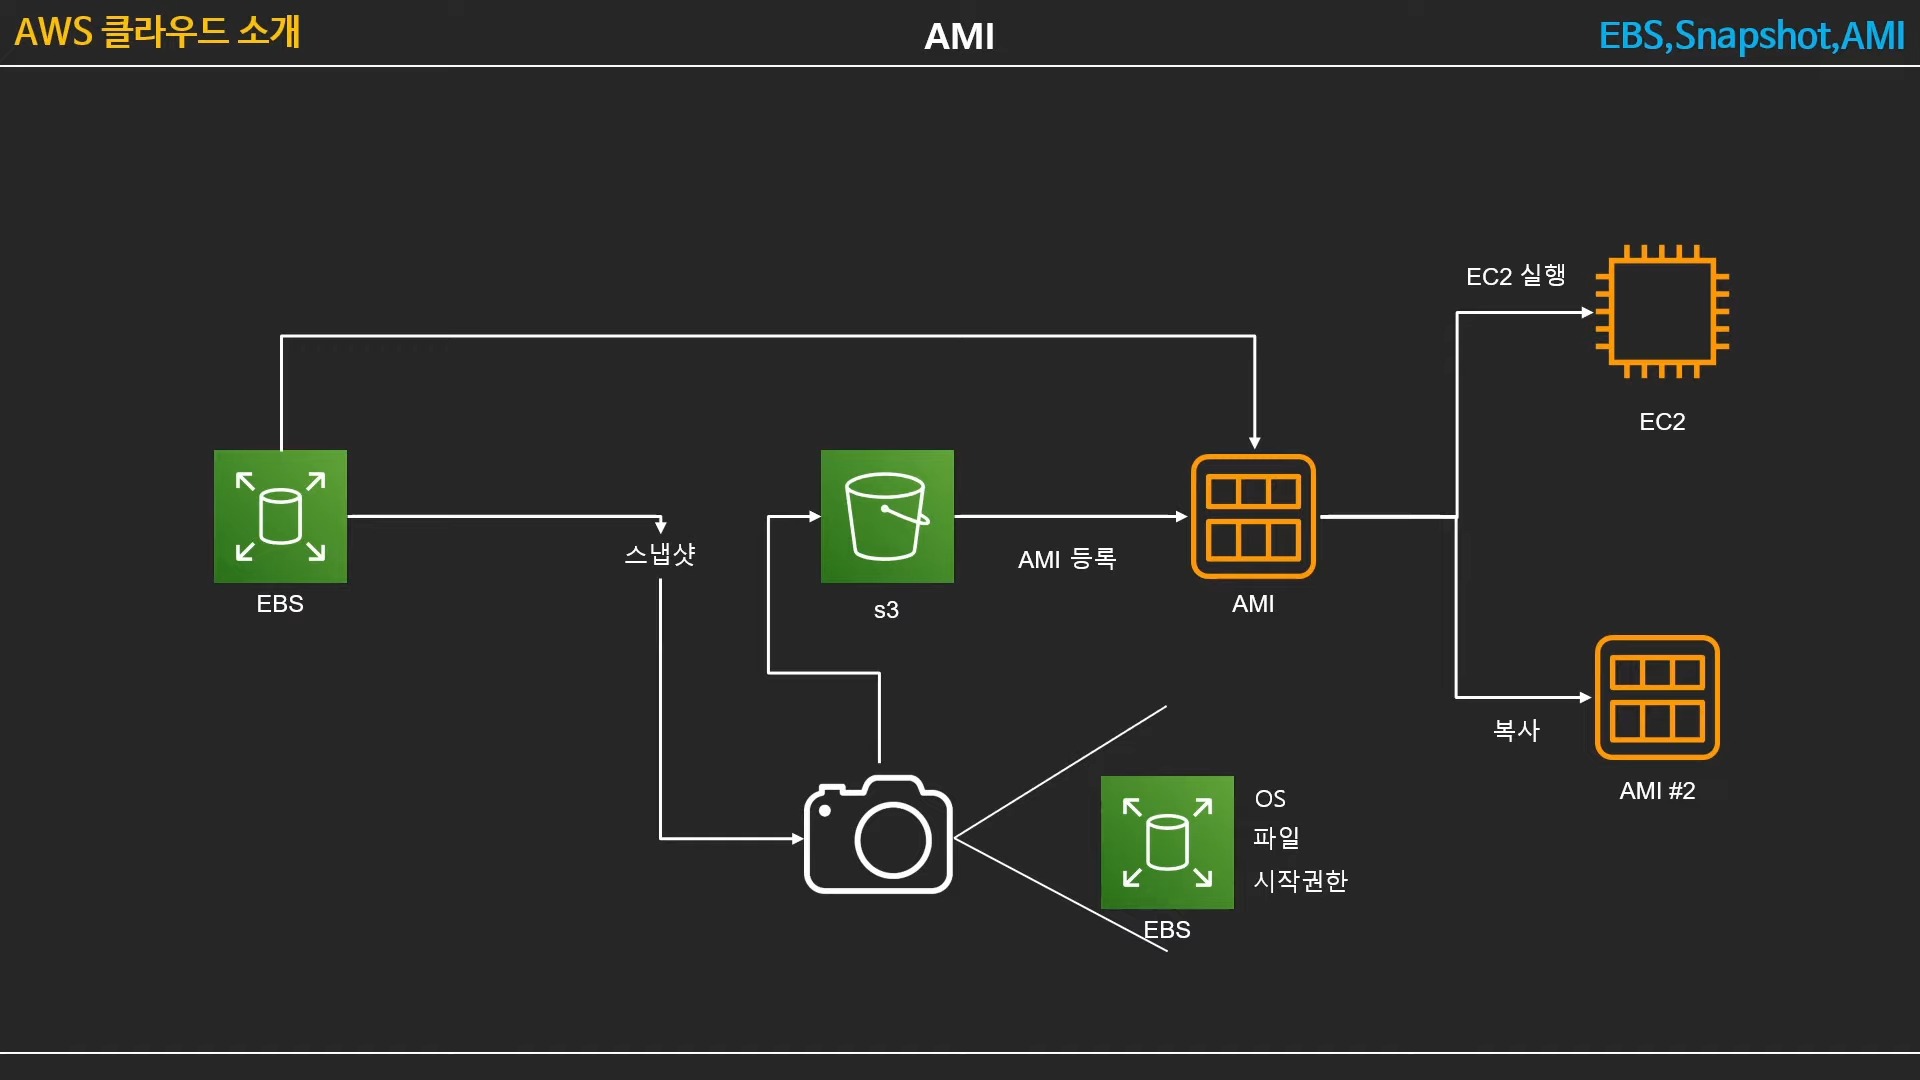 AWS 클라우드 소개
AMI
EBS,Snapshot,AMI
EC2 실행
EC2
스냅샷
EBS
s3
AMI 등록
AMI
복사
AMI #2
OS
파일
시작권한
EBS